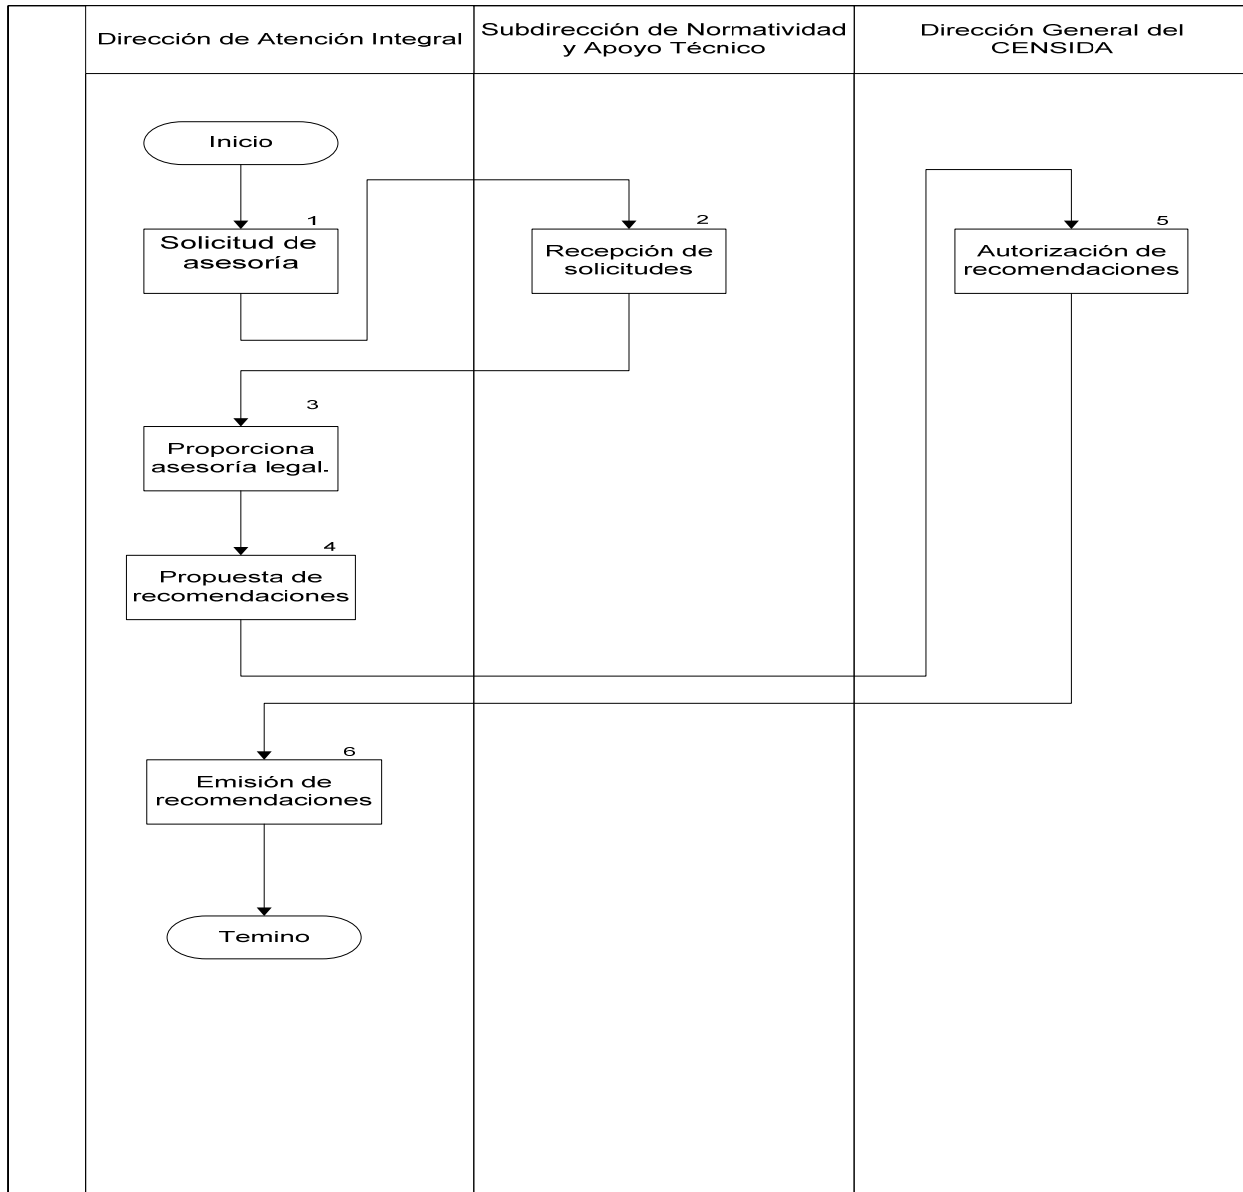 Dirección de Atención Integral
Subdirección de Normatividad
y Apoyo Técnico
Dirección General del
CENSIDA
Inicio
1
Solicitud de
asesoría
2
Recepción de
solicitudes
3
Proporciona
asesoría legal.
4
Propuesta de
recomendaciones
5
Autorización de
recomendaciones
6
Emisión de
recomendaciones
Temino